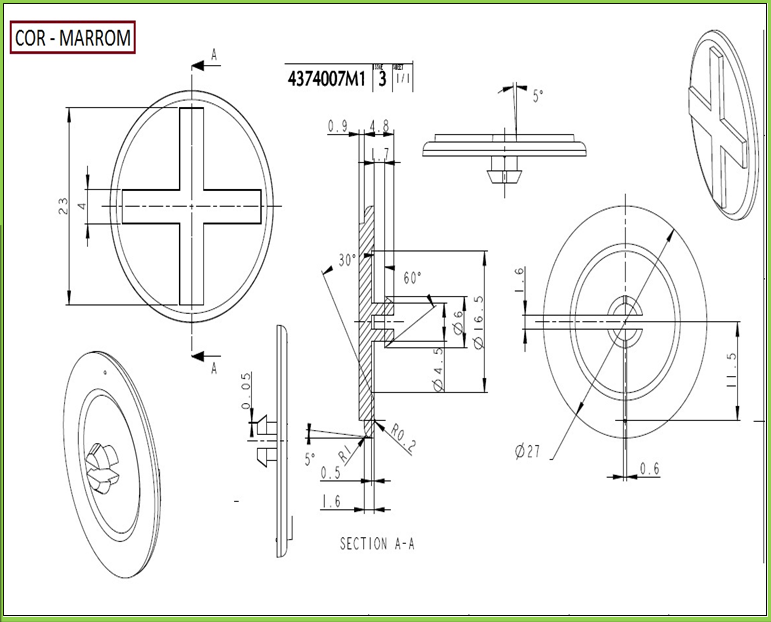 COR - MARROM
A
4374007M1
ISSUE
3
SHEET
1/1
5°
0.9
4.8
1.7
23
4
30°
60°
1.6
Ø4.5
Ø6
Ø16.5
11.5
0.05
Ø27
A
5°
R1
R0.2
0.5
1.6
0.6
SECTION A-A